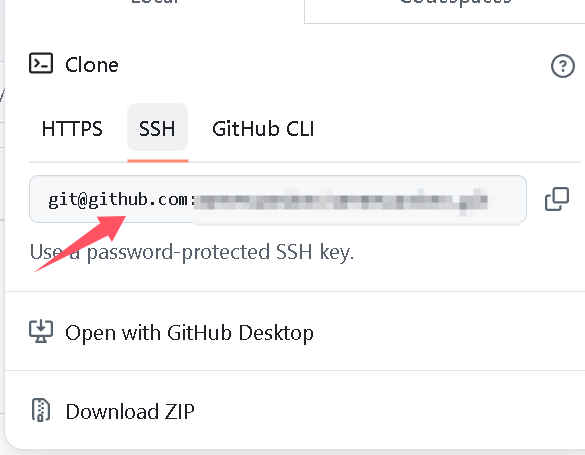 Local Codespaces
Clone
HTTPS SSH GitHub CLI
git@github.com:
Use a password-protected SSH key.
Open with GitHub Desktop
Download ZIP